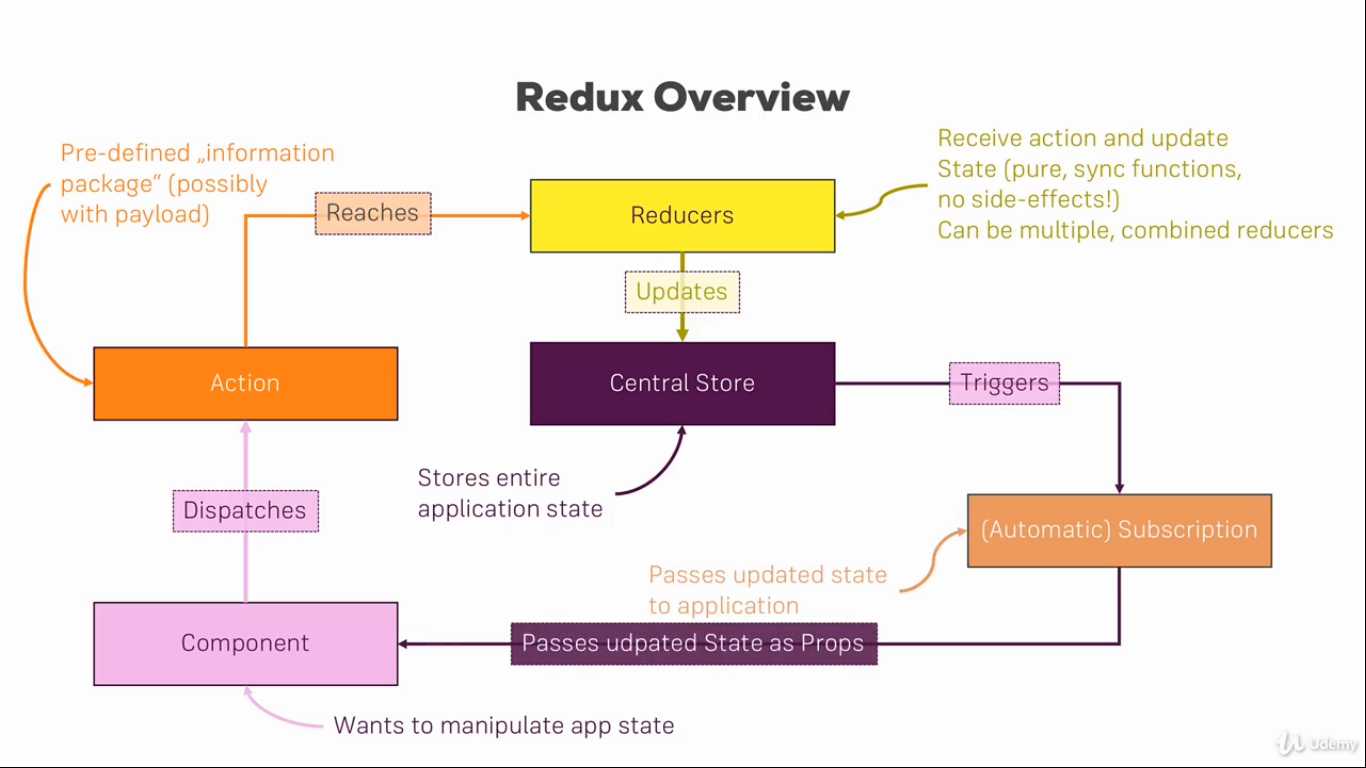 Redux Overview
Pre-defined „information
package“ (possibly
with payload)
Reaches
Reducers
Receive action and update
State (pure, sync functions,
no side-effects!)
Can be multiple, combined reducers
Updates
Action
Central Store
Triggers
Stores entire
application state
Dispatches
(Automatic) Subscription
Passes updated state
to application
Component
Passes udpated State as Props
Wants to manipulate app state
Udemy